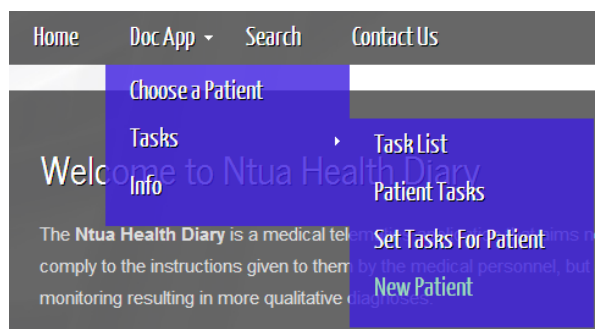 Home Doc App Search Contact Us
Choose a Patient
Tasks
Info
Task List
Patient Tasks
Set Tasks For Patient
New Patient
Welcome to Ntua Health Diary
The Ntua Health Diary is a medical
comply to the instructions given to them by the medical personnel, but
monitoring resulting in more qualitative diagnoses.